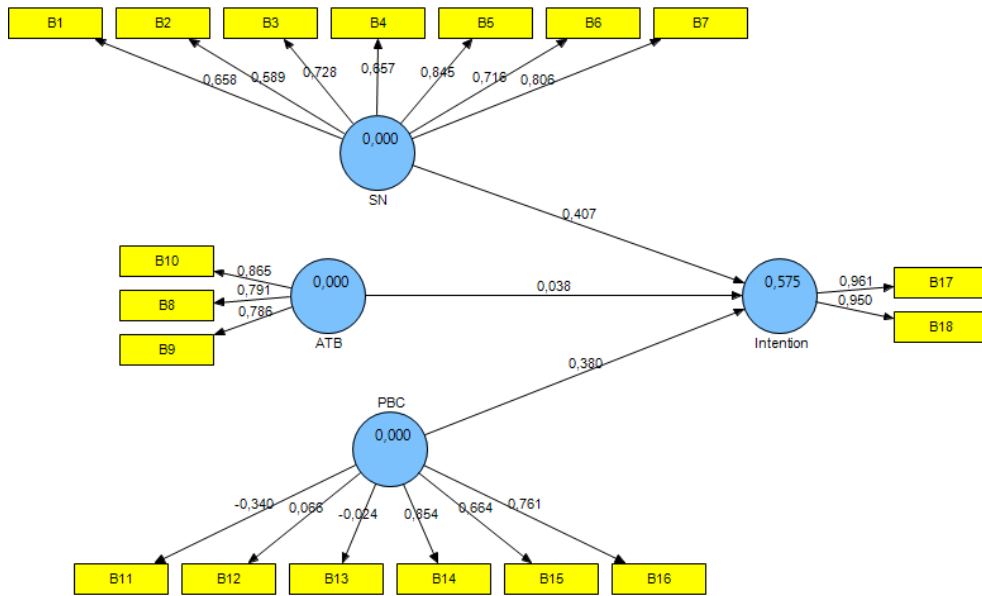 B1 B2 B3 B4 B5 B6 B7
0,658 0,589 0,728 0,657 0,845 0,716 0,806
0,000
SN
0,407
B10
0,865
0,000
0,575
0,961
B17
B8
0,791
0,038
0,950
B18
0,786
B9
ATB
Intention
0,380
PBC
0,000
-0,340 0,066 -0,024 0,854 0,664 0,761
B11 B12 B13 B14 B15 B16